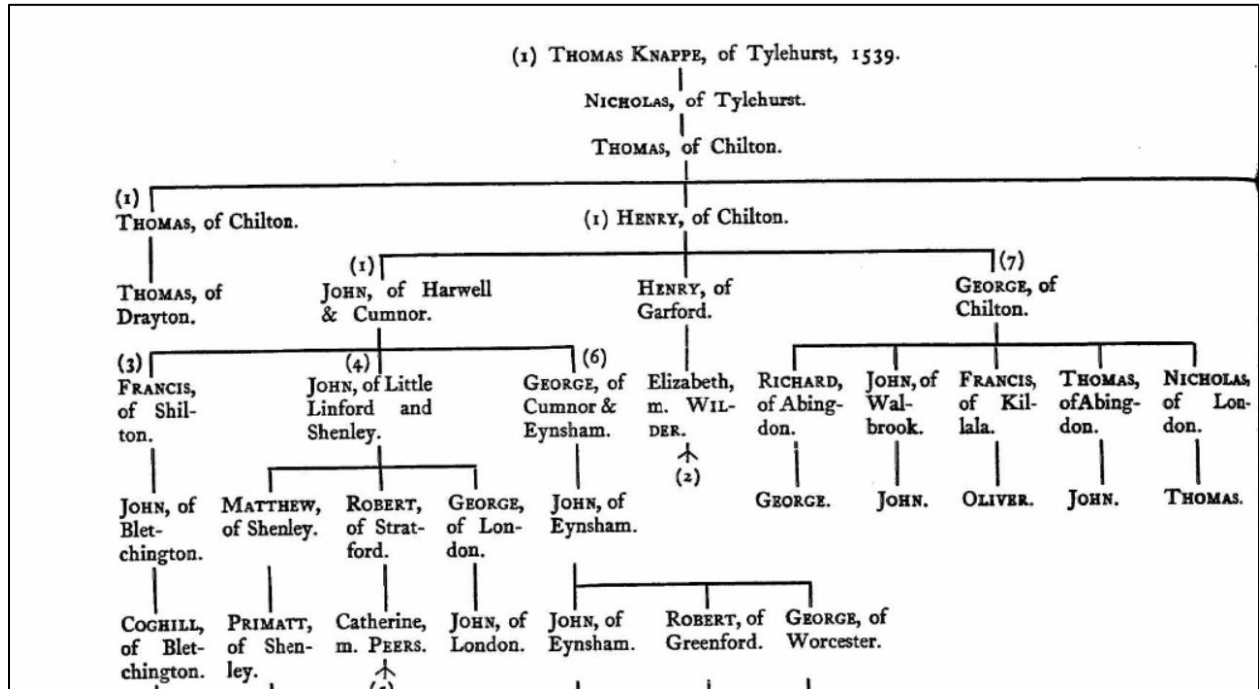 (1) THOMAS KNAPPE, of Tylehurst, 1539.
NICHOLAS, of Tylehurst.
THOMAS, of Chilton.
(1)
THOMAS, of Chilton.
(1) HENRY, of Chilton.
THOMAS, of
Drayton.
(1)
JOHN, of Harwell
& Cumnor.
HENRY, of
Garford.
(7)
GEORGE, of
Chilton.
(3)
FRANCIS,
of Shil-
ton.
(4)
JOHN, of Little
Linford and
Shenley.
(6)
GEORGE, of
Cumnor &
Eynsham.
Elizabeth,
m. WIL-
DER.
(2)
RICHARD,
of Abing-
don.
JOHN, of
Wal-
brook.
FRANCIS,
of Kil-
lala.
THOMAS,
of Abing-
don.
NICHOLAS,
of Lon-
don.
JOHN, of
Blet-
chington.
MATTHEW,
of Shenley.
ROBERT,
of Strat-
ford.
GEORGE,
of Lon-
don.
JOHN, of
Eynsham.
GEORGE.
JOHN.
OLIVER.
JOHN.
THOMAS.
COGHILL,
of Blet-
chington.
PRIMATT,
of Shen-
ley.
Catherine,
m. PEERS.
JOHN, of
London.
JOHN, of
Eynsham.
ROBERT, of
Greenford.
GEORGE, of
Worcester.